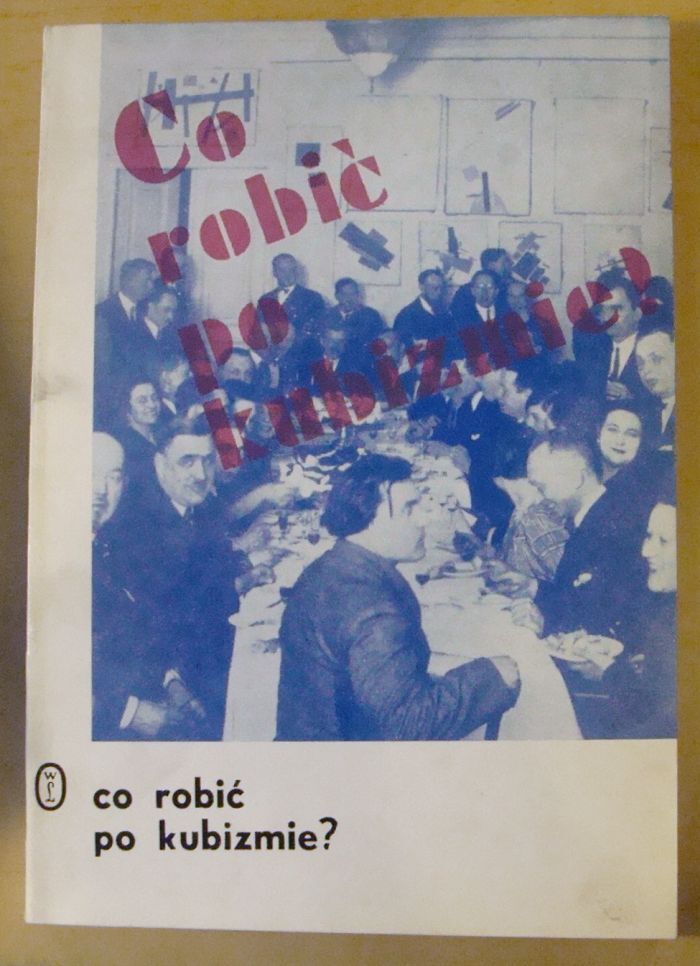 Co
robić
po
kubizmie?
WL
co robić
po kubizmie?